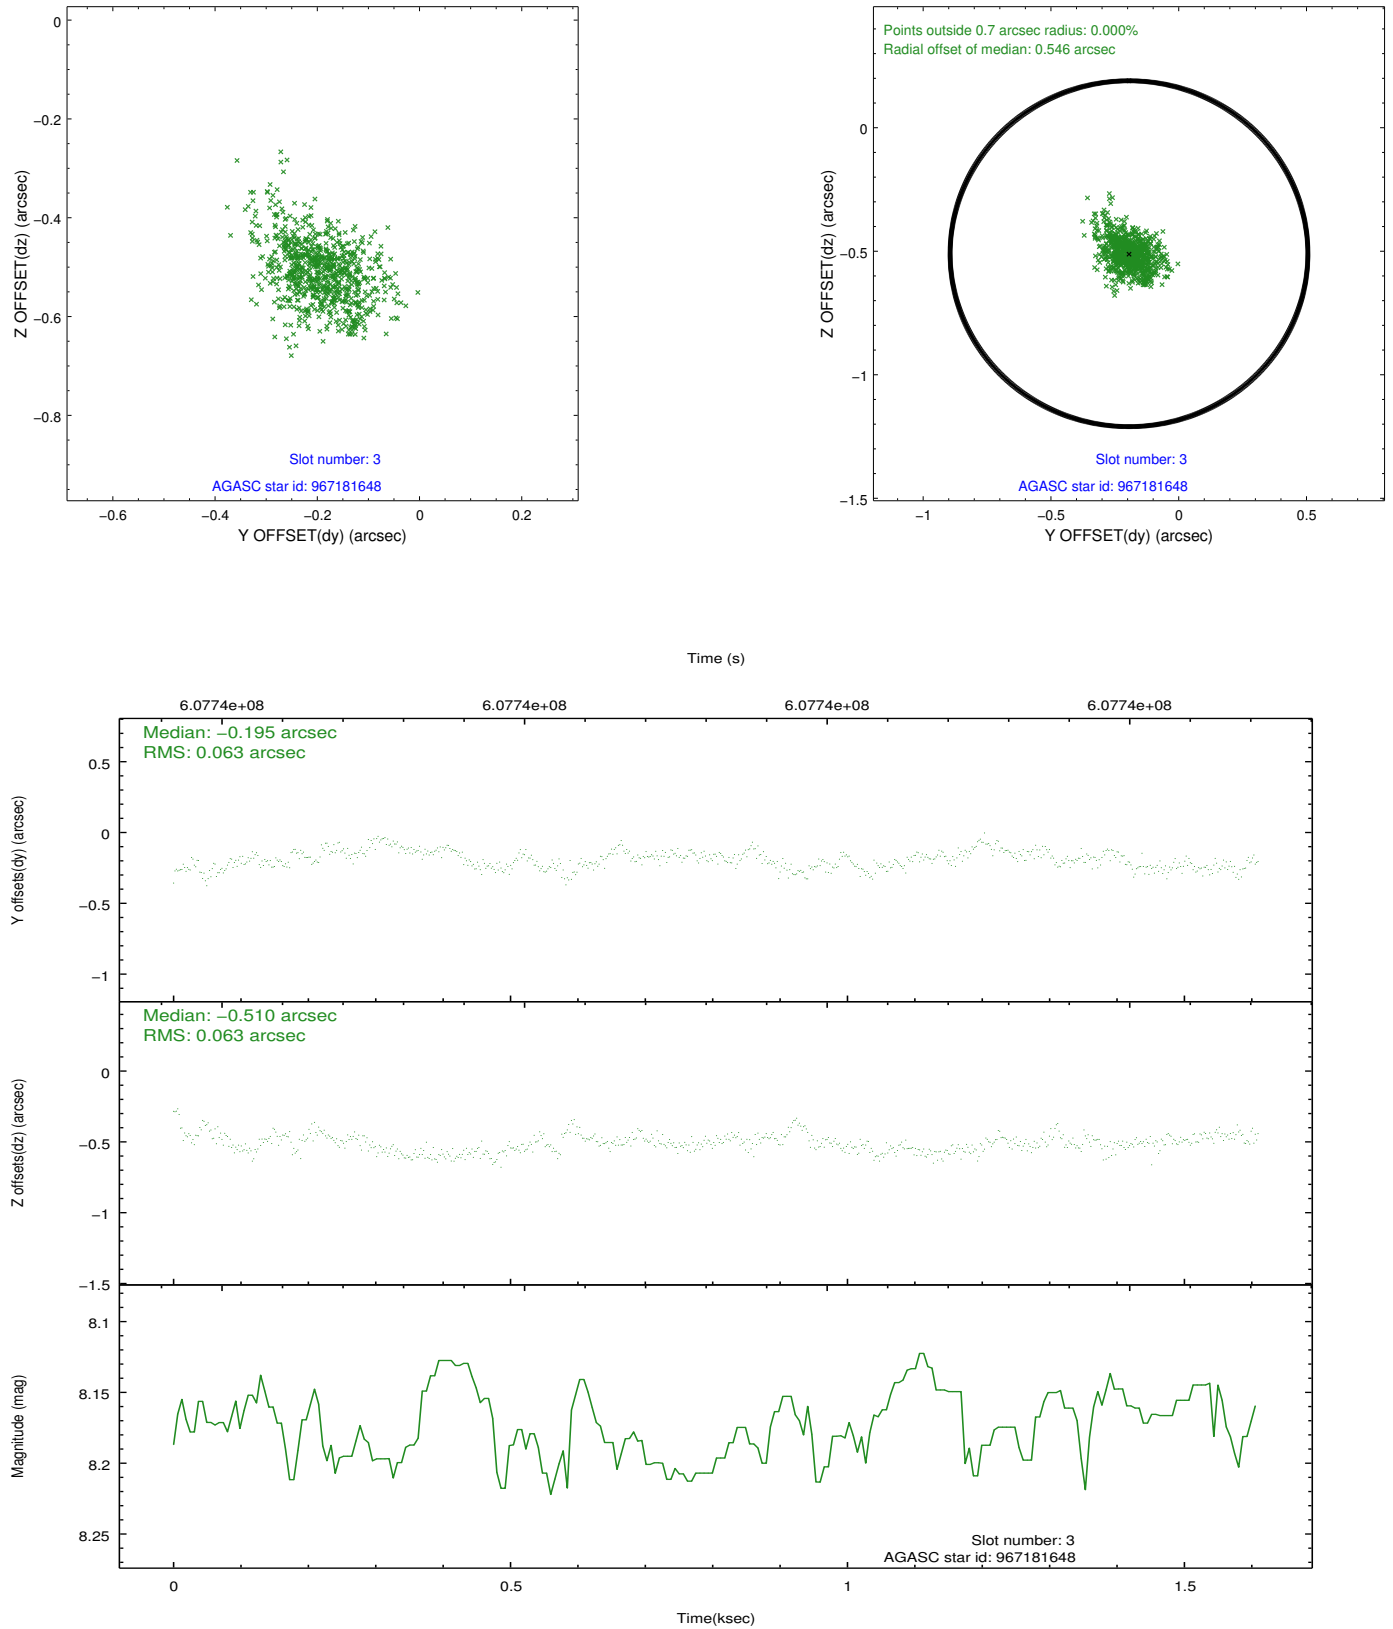 0
−0.2
−0.4
−0.6
−0.8
Z OFFSET(dz) (arcsec)
Slot number: 3
AGASC star id: 967181648
−0.6 −0.4 −0.2 0 0.2
Y OFFSET(dy) (arcsec)
Points outside 0.7 arcsec radius: 0.000%
Radial offset of median: 0.546 arcsec
0
−0.5
−1
−1.5
Z OFFSET(dz) (arcsec)
Slot number: 3
AGASC star id: 967181648
−1 −0.5 0 0.5
Y OFFSET(dy) (arcsec)
Time (s)
6.0774e+08 6.0774e+08 6.0774e+08 6.0774e+08
Median: −0.195 arcsec
RMS: 0.063 arcsec
0.5
0
−0.5
−1
Y offsets(dy) (arcsec)
Median: −0.510 arcsec
RMS: 0.063 arcsec
0
−0.5
−1
−1.5
Z offsets(dz) (arcsec)
8.1
8.15
8.2
8.25
Magnitude (mag)
Slot number: 3
AGASC star id: 967181648
0 0.5 1 1.5
Time(ksec)